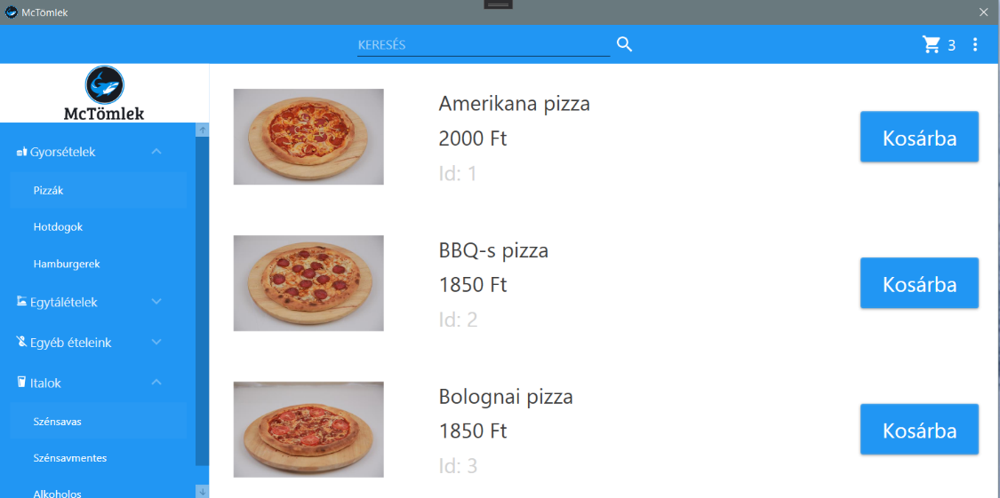 McTömlek
KERESÉS
3
McTömlek
Gyorsételek
Pizzák
Hotdogok
Hamburgerek
Egytálételek
Egyéb ételeink
Italok
Szénsavas
Szénsavmentes
Alkoholos
Amerikana pizza
2000 Ft
Id: 1
Kosárba
BBQ-s pizza
1850 Ft
Id: 2
Kosárba
Bolognai pizza
1850 Ft
Id: 3
Kosárba